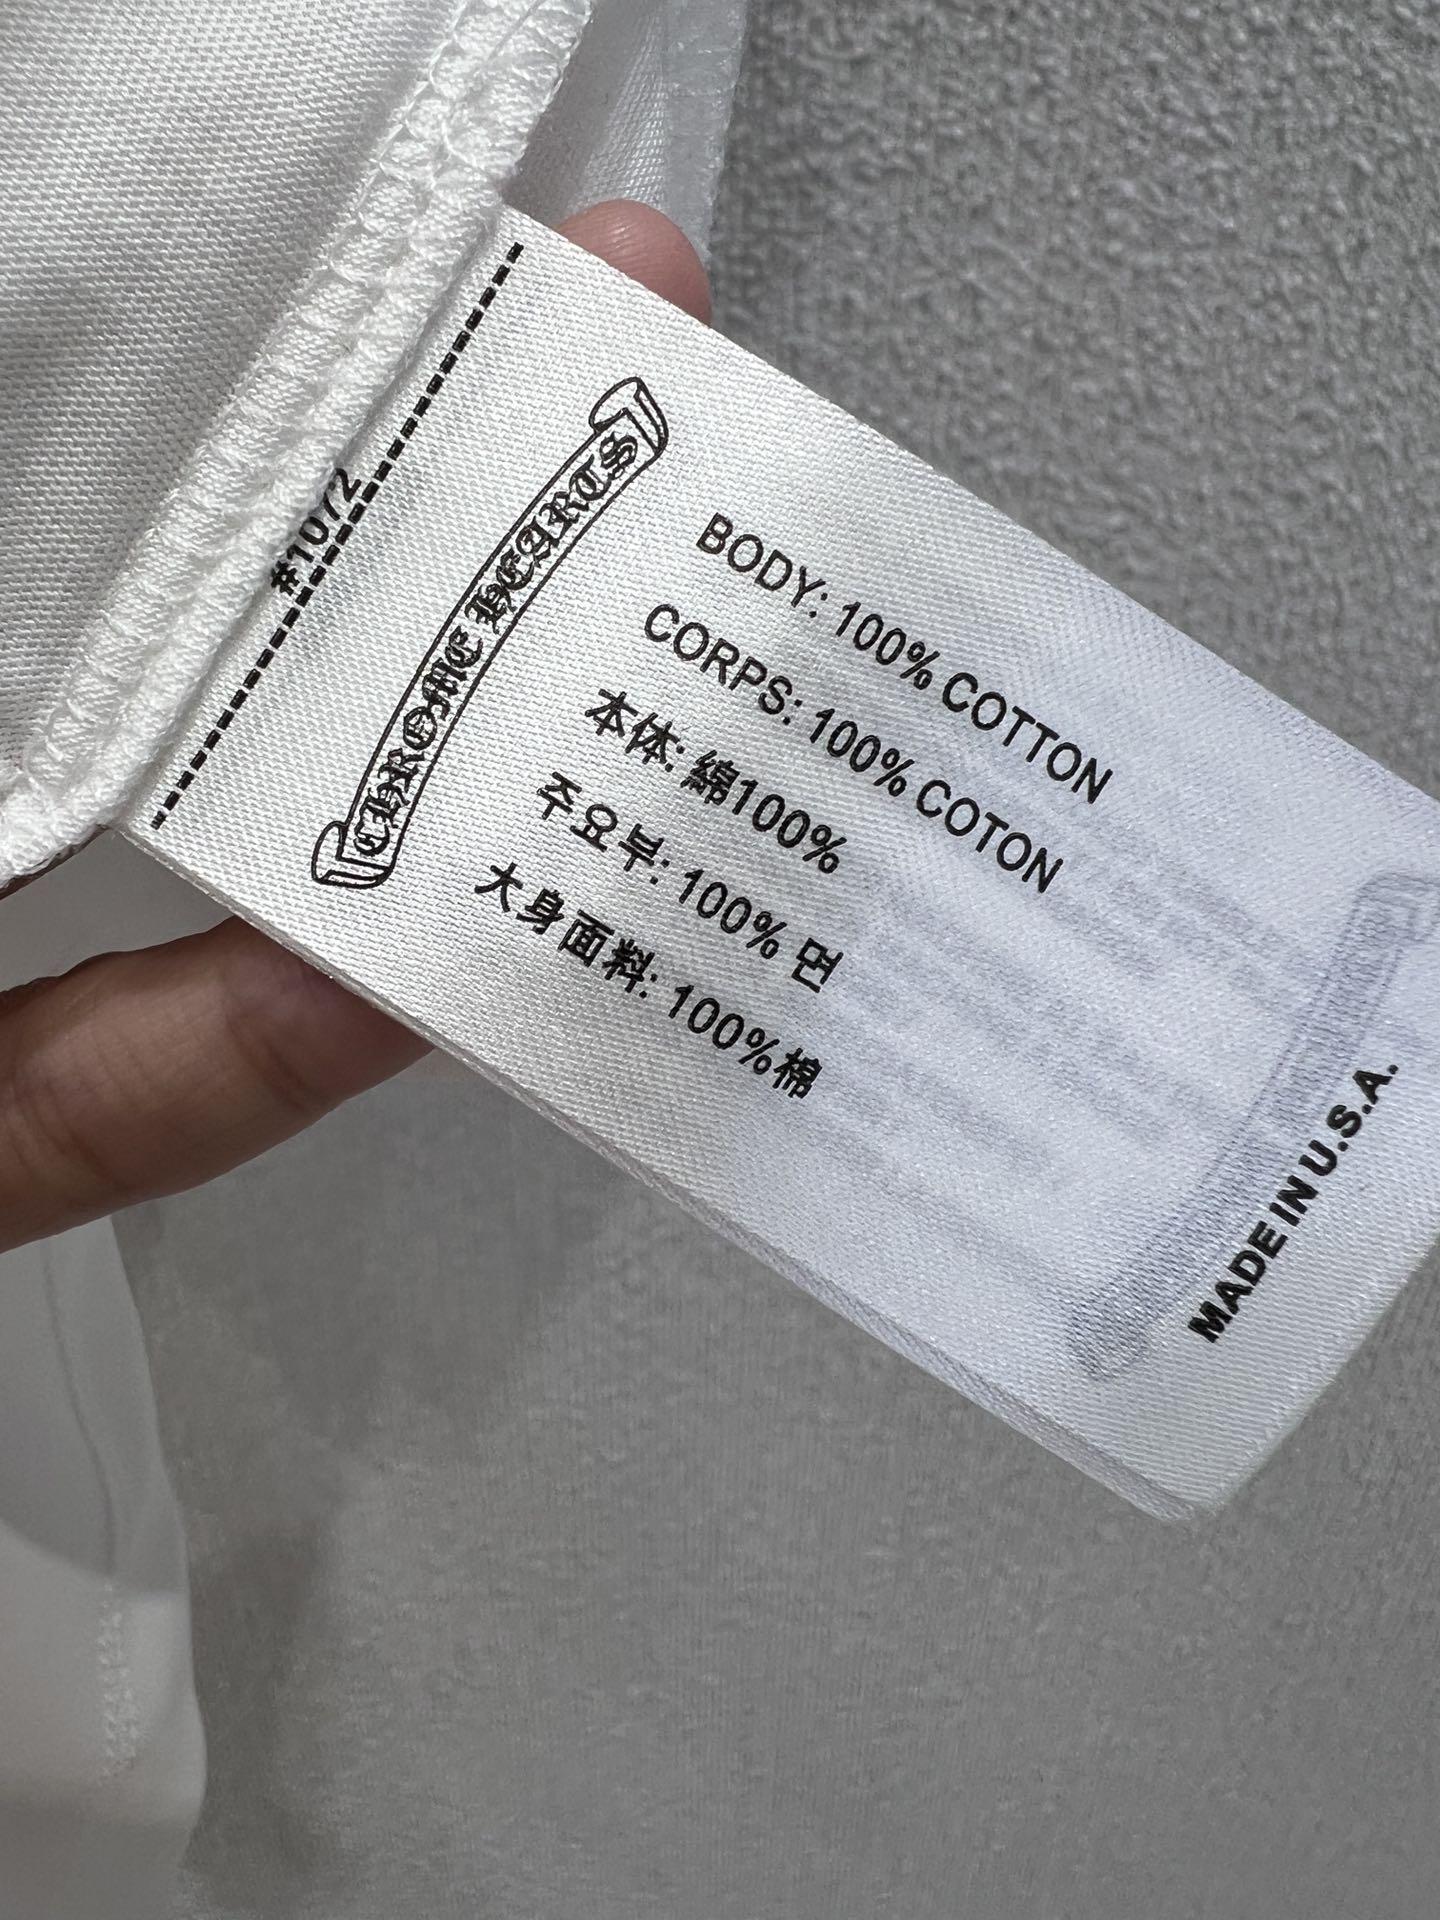 #1072
CHROME HEARTS
BODY: 100% COTTON
CORPS: 100% COTON
本体: 綿100%
주요부: 100% 면
大身面料: 100%棉
MADE IN U.S.A.